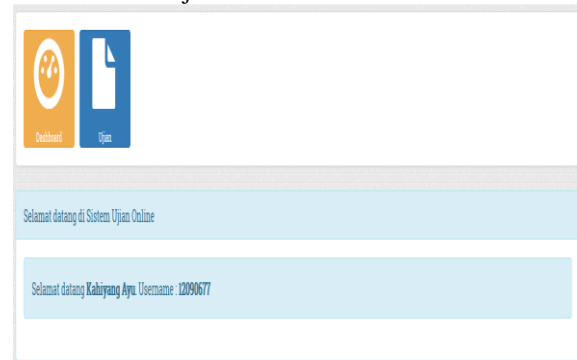 Dashboard
Ujian
Selamat datang di Sistem Ujian Online
Selamat datang Kahiyang Ayu. Username : 12090677